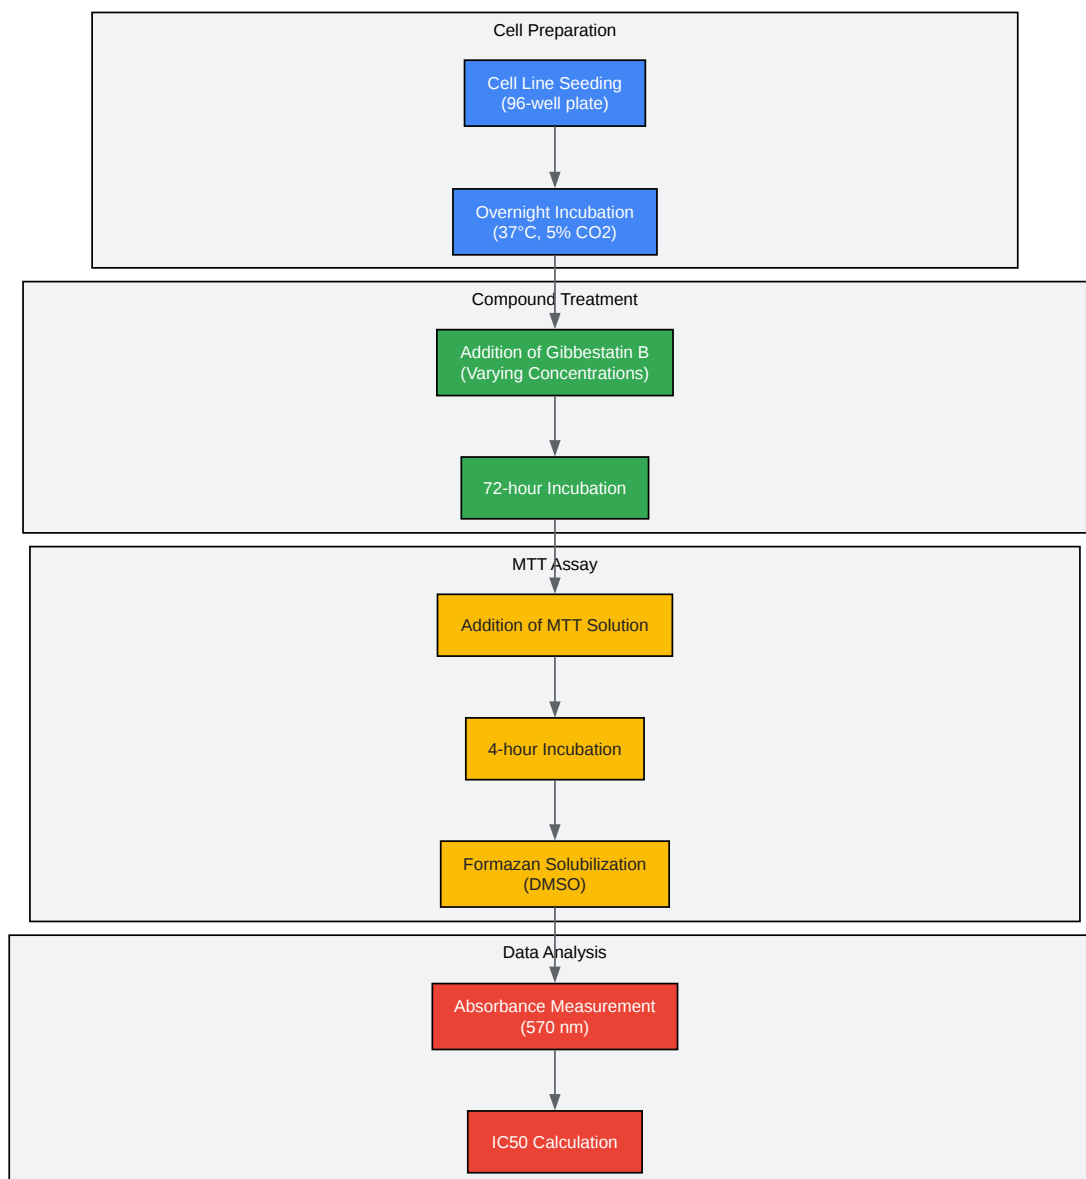 Cell Preparation
Cell Line Seeding
(96-well plate)
Overnight Incubation
(37°C, 5% CO2)
Compound Treatment
Addition of Gibbestatin B
(Varying Concentrations)
72-hour Incubation
MTT Assay
Addition of MTT Solution
4-hour Incubation
Formazan Solubilization
(DMSO)
Data Analysis
Absorbance Measurement
(570 nm)
IC50 Calculation